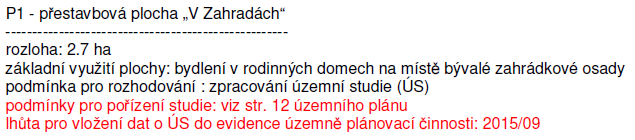 P1 - přestavbová plocha „V Zahradách“
----------------------------------------------------
rozloha: 2.7 ha
základní využití plochy: bydlení v rodinných domech na místě bývalé zahrádkové osady
podmínka pro rozhodování : zpracování územní studie (ÚS)
podmínky pro pořízení studie: viz str. 12 územního plánu
lhůta pro vložení dat o ÚS do evidence územně plánovací činnosti: 2015/09